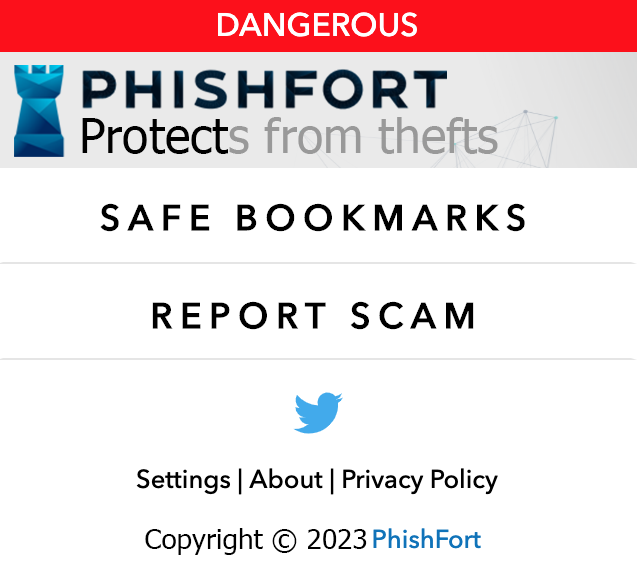 DANGEROUS
PHISHFORT
Protects from thefts
SAFE BOOKMARKS
REPORT SCAM
Settings | About | Privacy Policy
Copyright © 2023 PhishFort